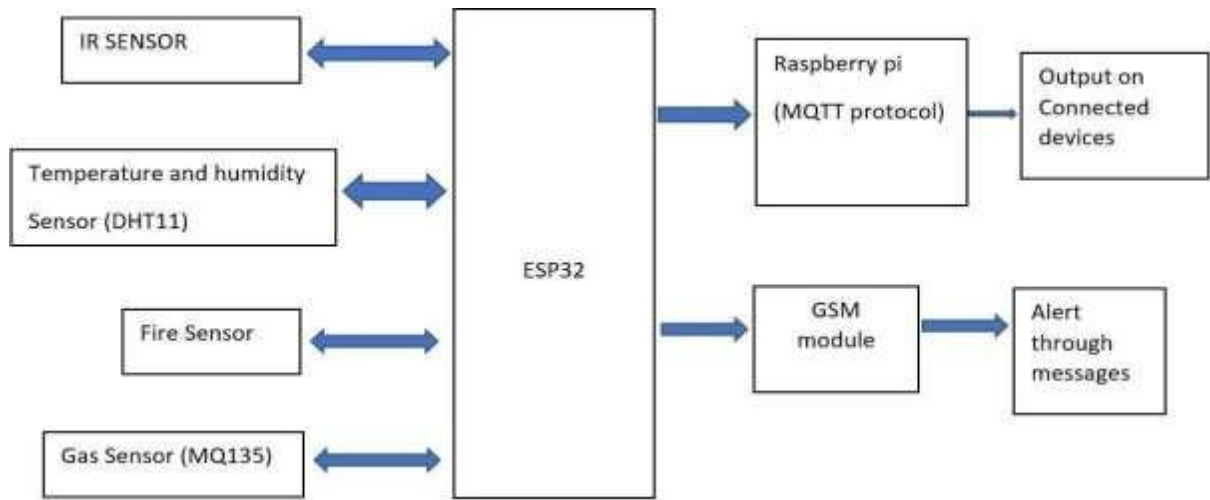 IR SENSOR
Temperature and humidity
Sensor (DHT11)
Fire Sensor
Gas Sensor (MQ135)
ESP32
Raspberry pi
(MQTT protocol)
Output on
Connected
devices
GSM
module
Alert
through
messages